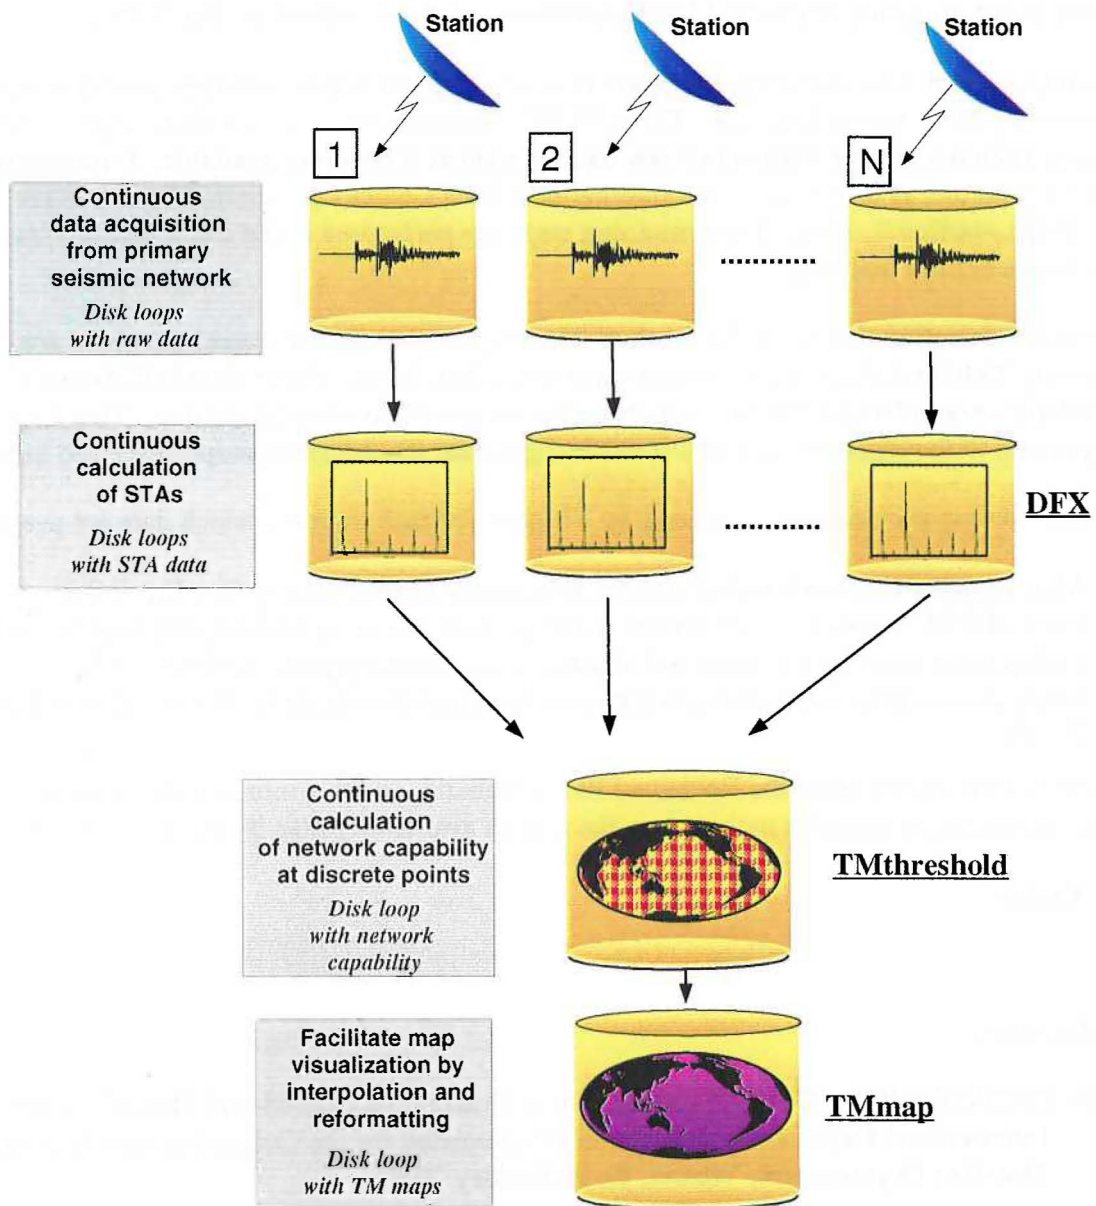 Station
Station
Station
1
2
N
Continuous
data acquisition
from primary
seismic network
Disk loops
with raw data
Continuous
calculation
of STAs
Disk loops
with STA data
DFX
Continuous
calculation
of network capability
at discrete points
Disk loop
with network
capability
TMthreshold
Facilitate map
visualization by
interpolation and
reformatting
Disk loop
with TM maps
TMmap